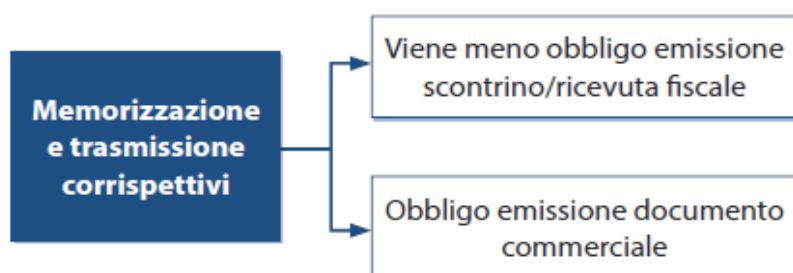 Memorizzazione
e trasmissione
corrispettivi
Viene meno obbligo emissione
scontrino/ricevuta fiscale
Obbligo emissione documento
commerciale